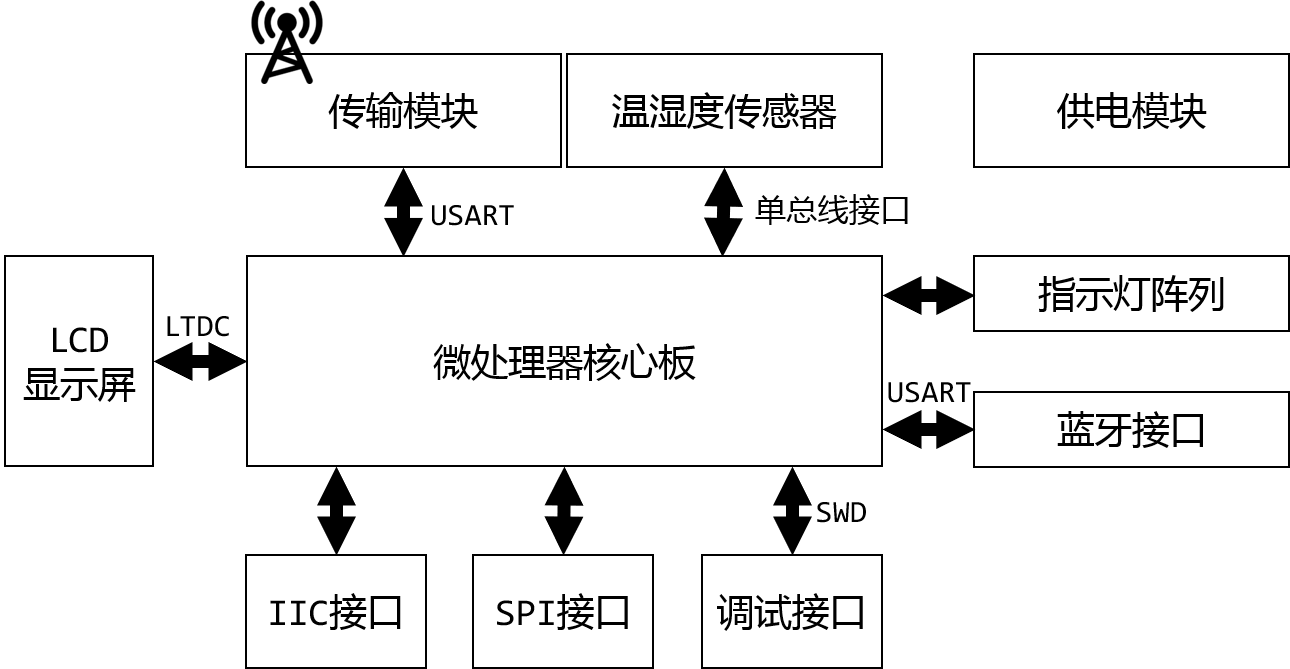 传输模块
温湿度传感器
供电模块
USART
单总线接口
LCD
显示屏
LTDC
微处理器核心板
指示灯阵列
USART
蓝牙接口
SWD
IIC接口
SPI接口
调试接口